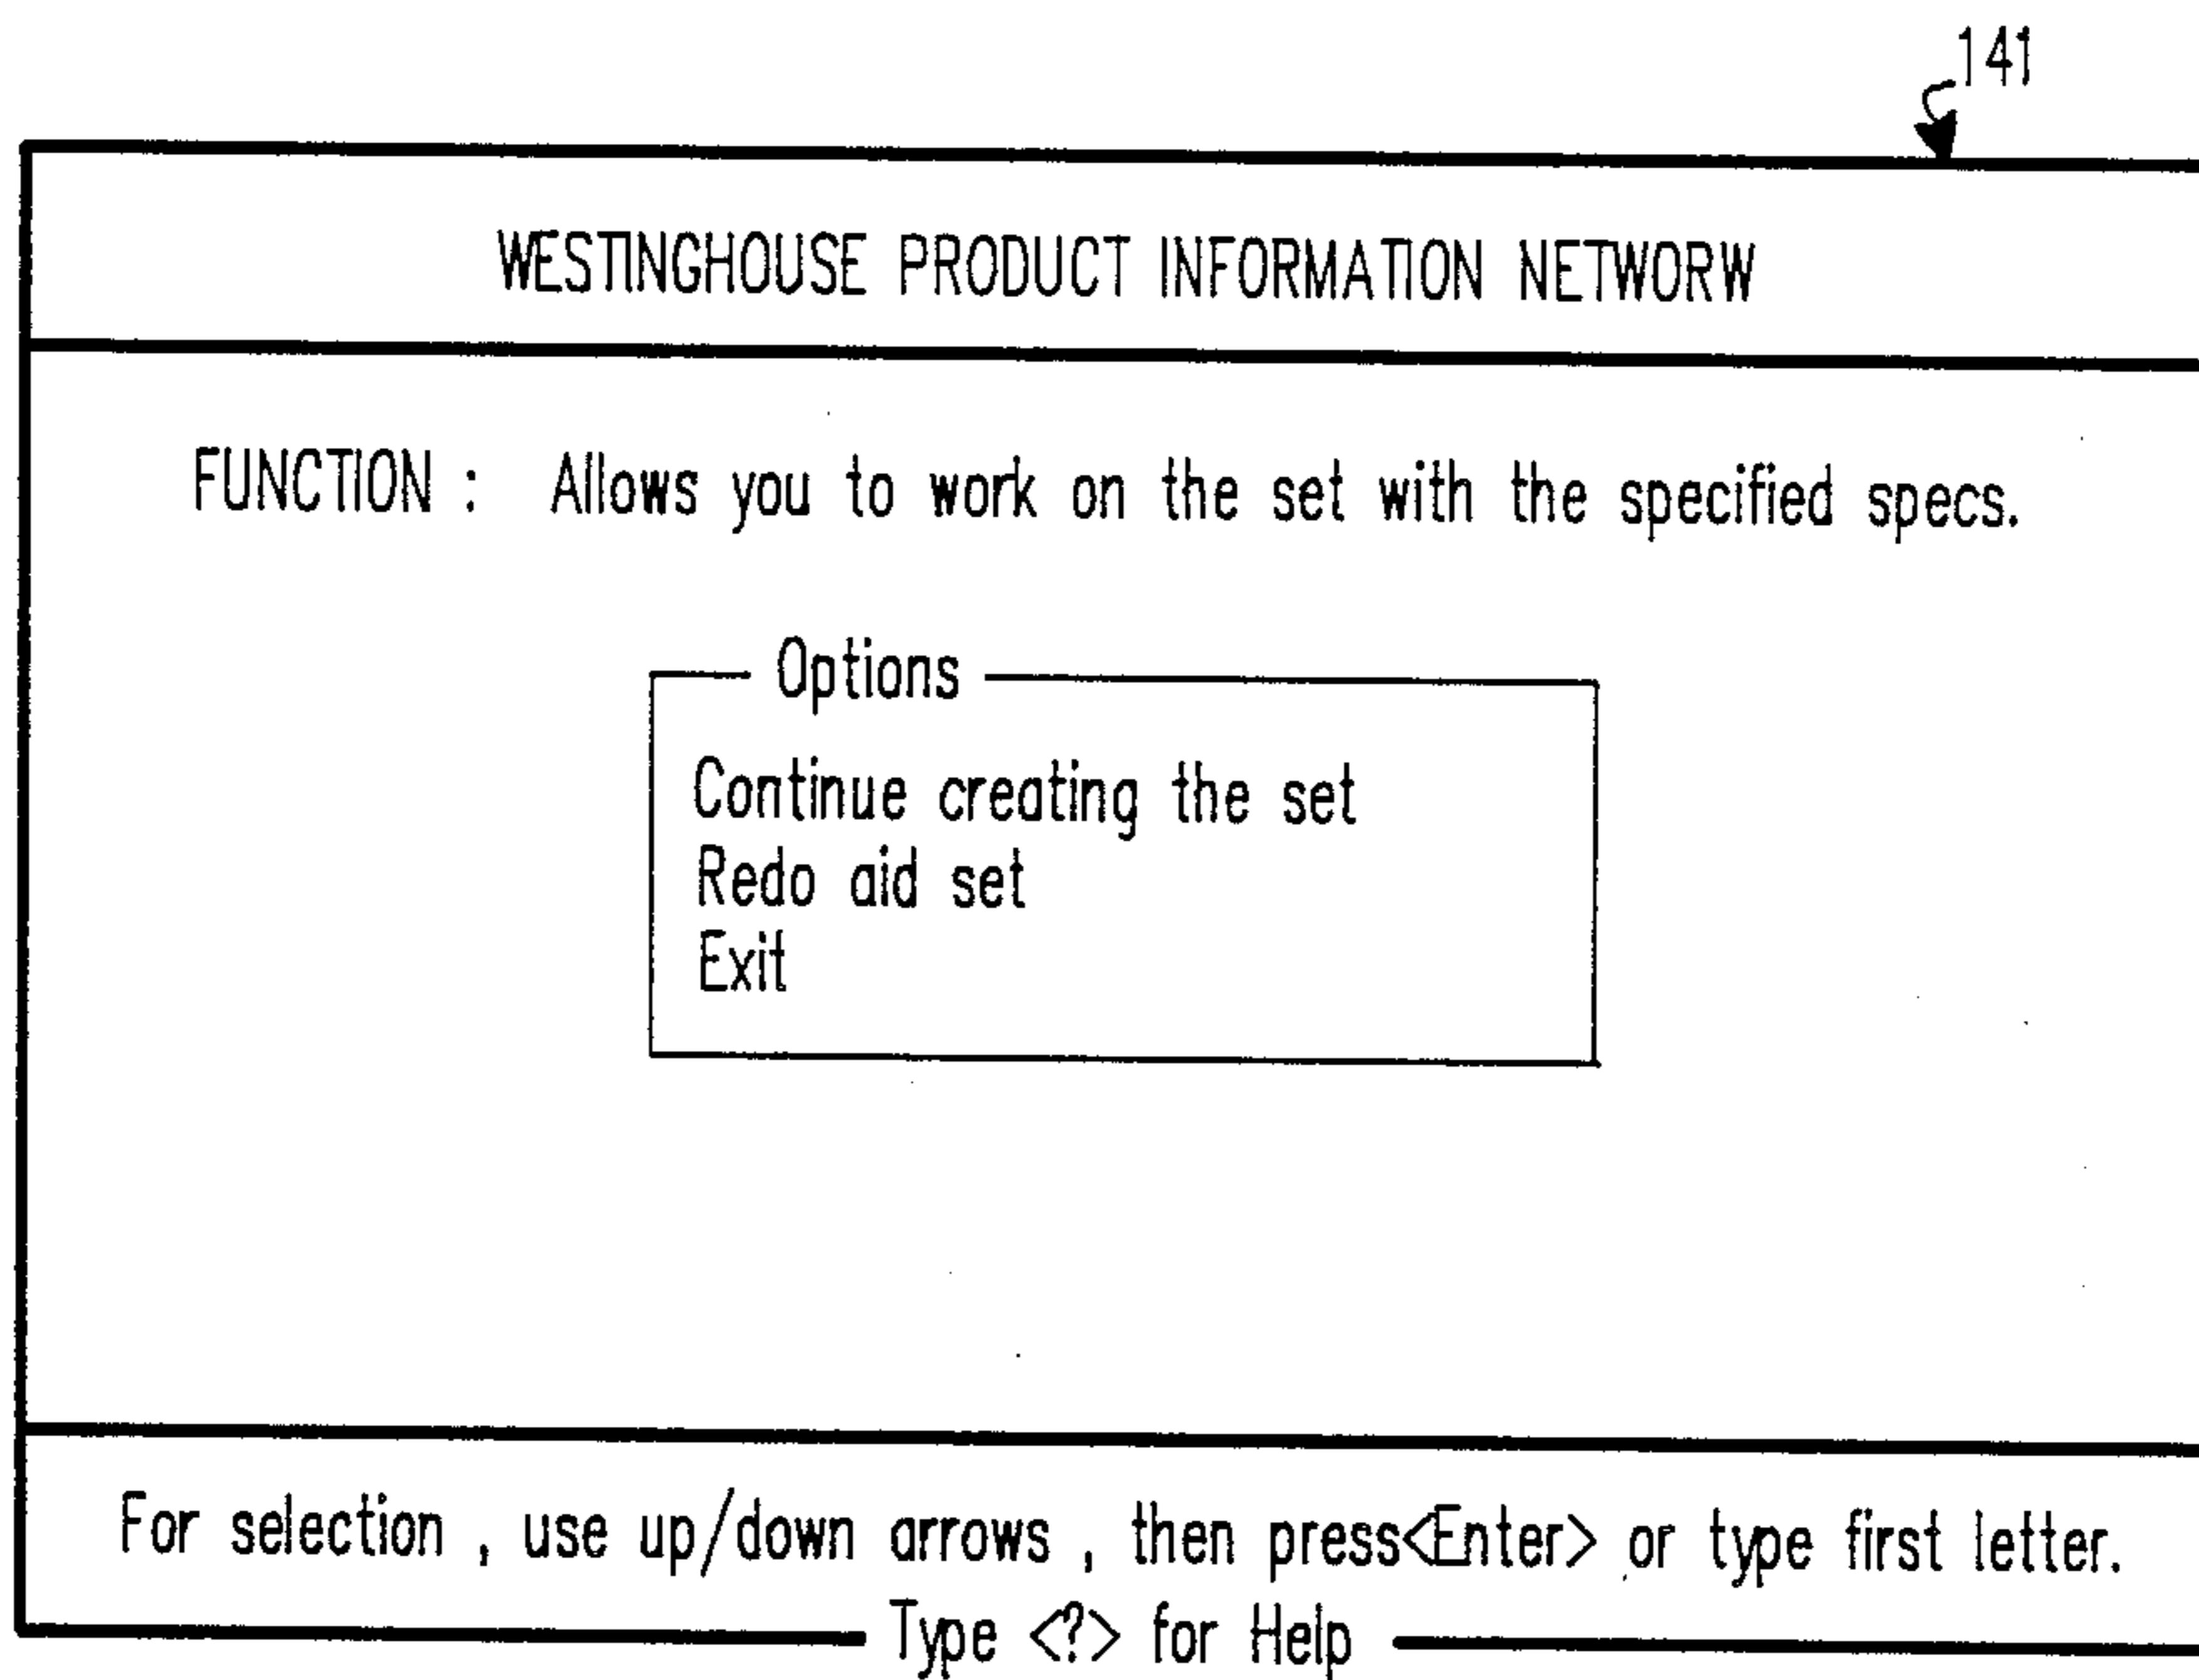 141
WESTINGHOUSE PRODUCT INFORMATION NETWORW
FUNCTION : Allows you to work on the set with the specified specs.
Options
Continue creating the set
Redo aid set
Exit
For selection , use up/down arrows , then press<Enter> or type first letter.
Type <?> for Help